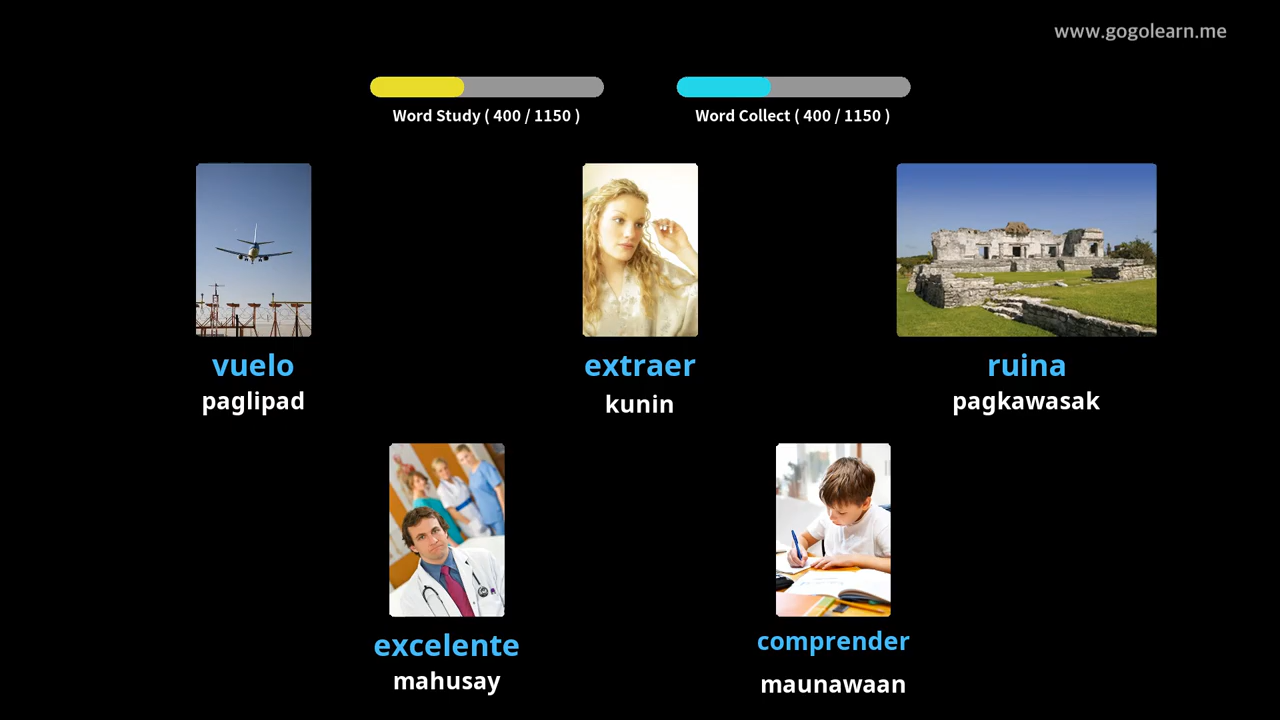 www.gogolearn.me
Word Study ( 400 / 1150 )
Word Collect ( 400 / 1150 )
vuelo
paglipad
extraer
kunin
ruina
pagkawasak
excelente
mahusay
comprender
maunawaan